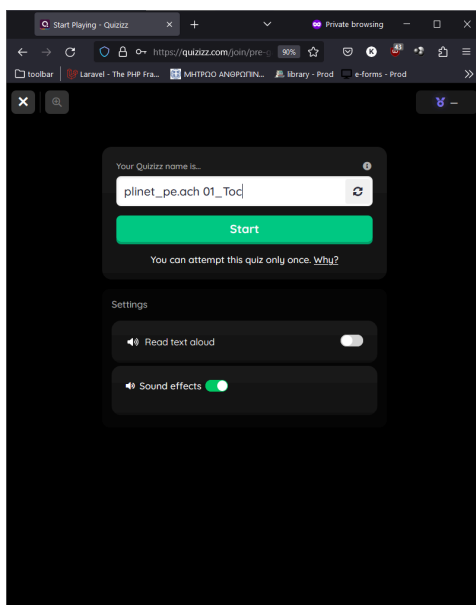 Start Playing - Quizizz
Private browsing
https://quizizz.com/join/pre-g
90%
43
toolbar
Laravel - The PHP Fra...
ΜΗΤΡΩΟ ΑΝΘΡΩΠΙΝ...
library - Prod
e-forms - Prod
Your Quizizz name is...
plinet_pe.ach 01_Toc
Start
You can attempt this quiz only once. Why?
Settings
Read text aloud
Sound effects